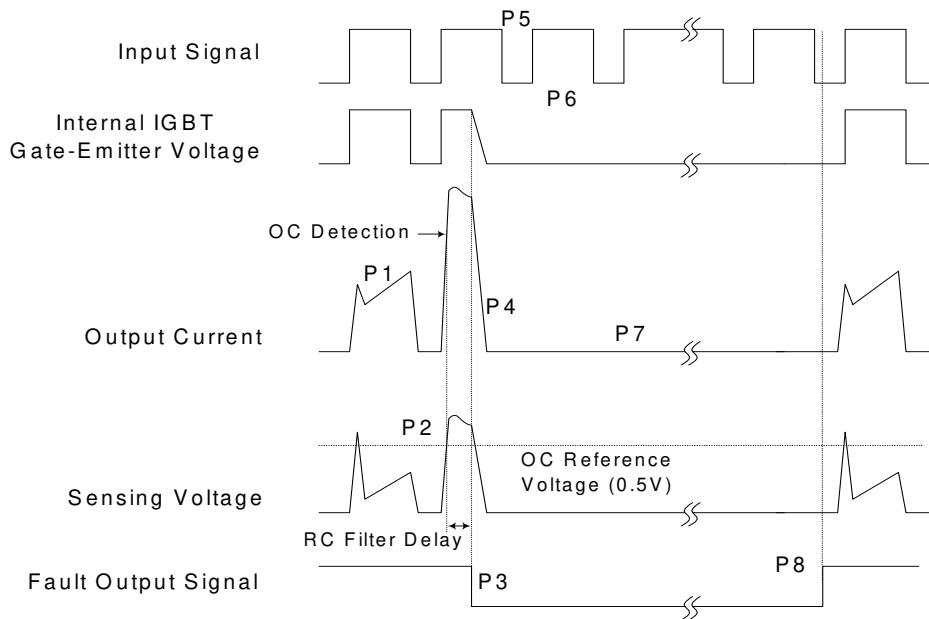 P5
Input Signal
P6
Internal IGBT
Gate-Emitter Voltage
OC Detection
P1
P4
Output Current
P7
P2
OC Reference
Voltage (0.5V)
Sensing Voltage
RC Filter Delay
P8
Fault Output Signal
P3